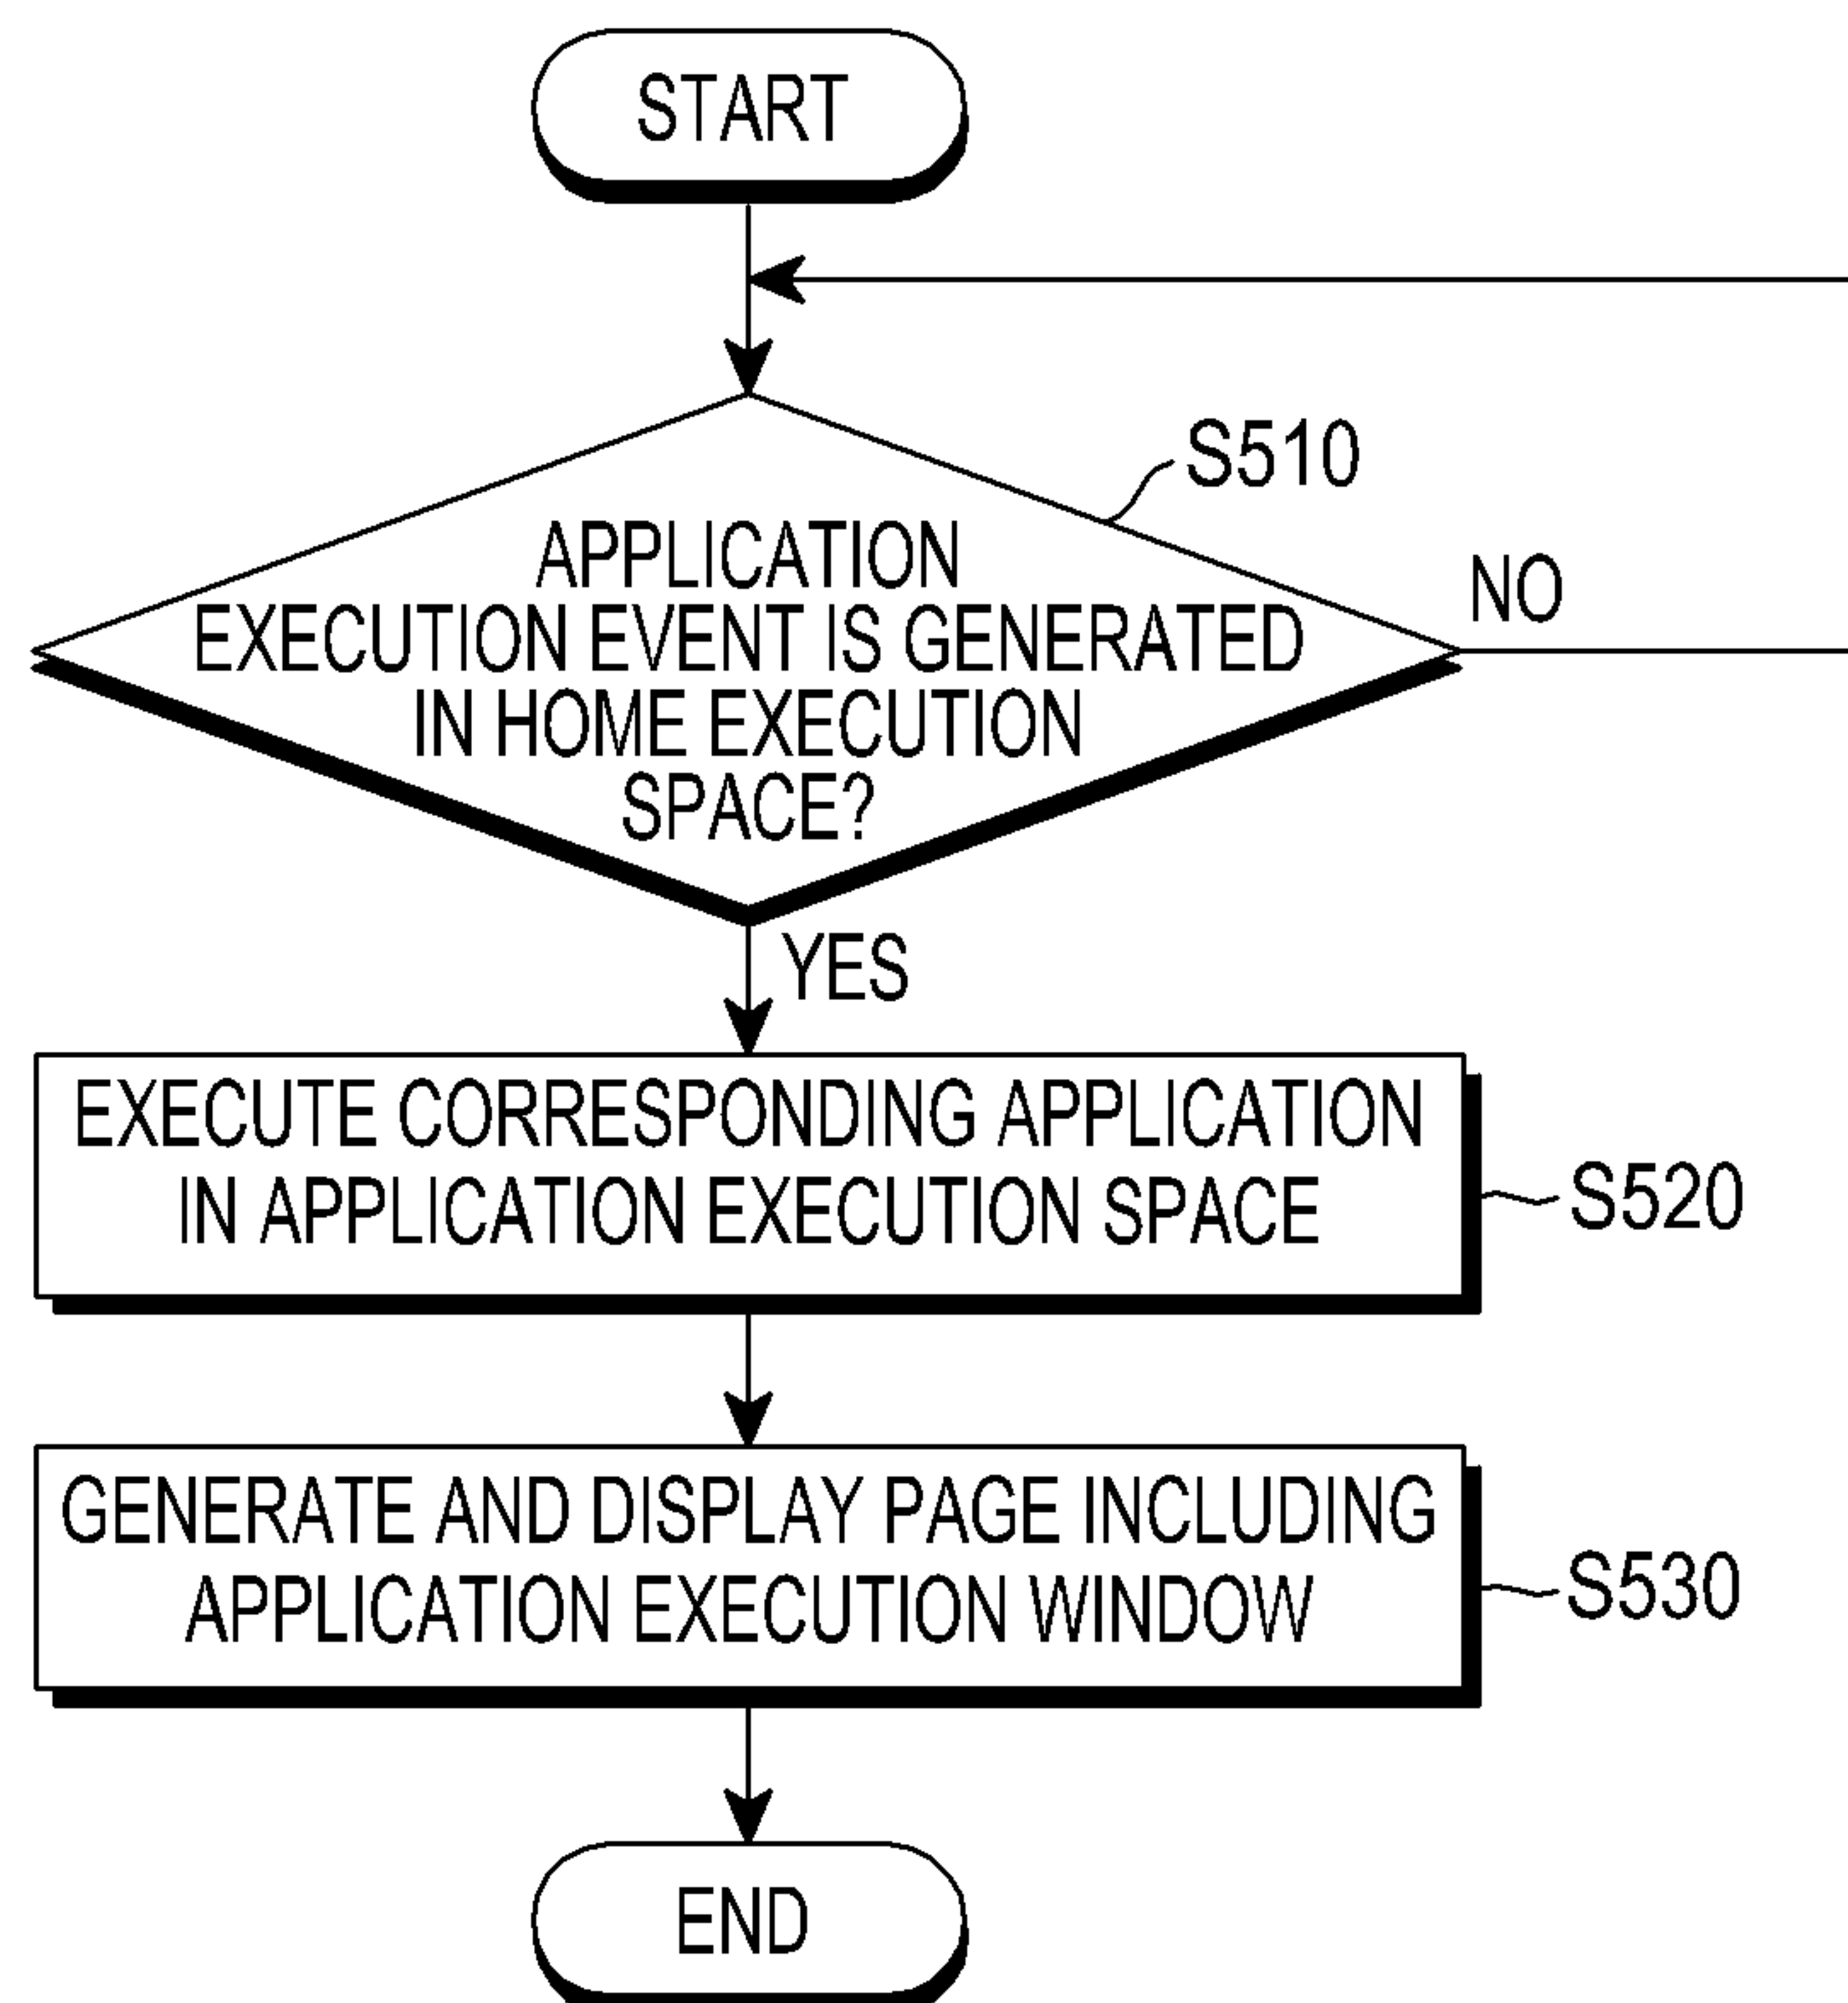 START
S510
APPLICATION
EXECUTION EVENT IS GENERATED
IN HOME EXECUTION
SPACE?
NO
YES
EXECUTE CORRESPONDING APPLICATION
IN APPLICATION EXECUTION SPACE
S520
GENERATE AND DISPLAY PAGE INCLUDING
APPLICATION EXECUTION WINDOW
S530
END